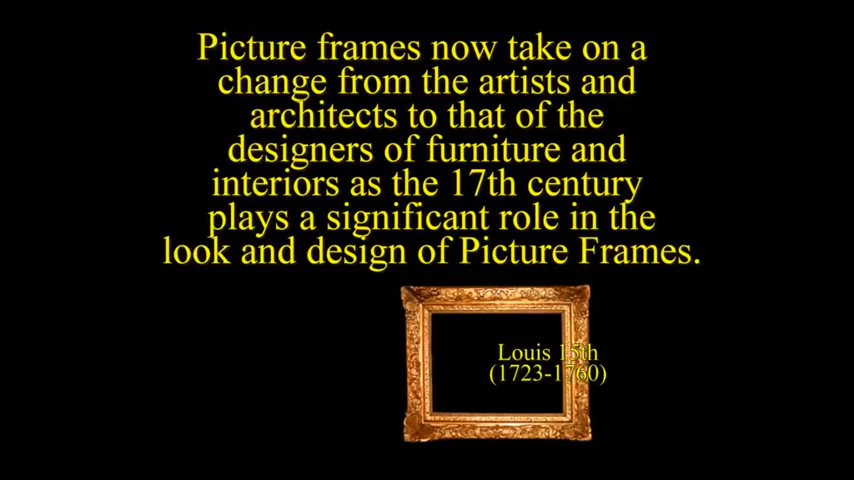 Picture frames now take on a
change from the artists and
architects to that of the
designers of furniture and
interiors as the 17th century
plays a significant role in the
look and design of Picture Frames.
Louis 15th
(1723-1760)